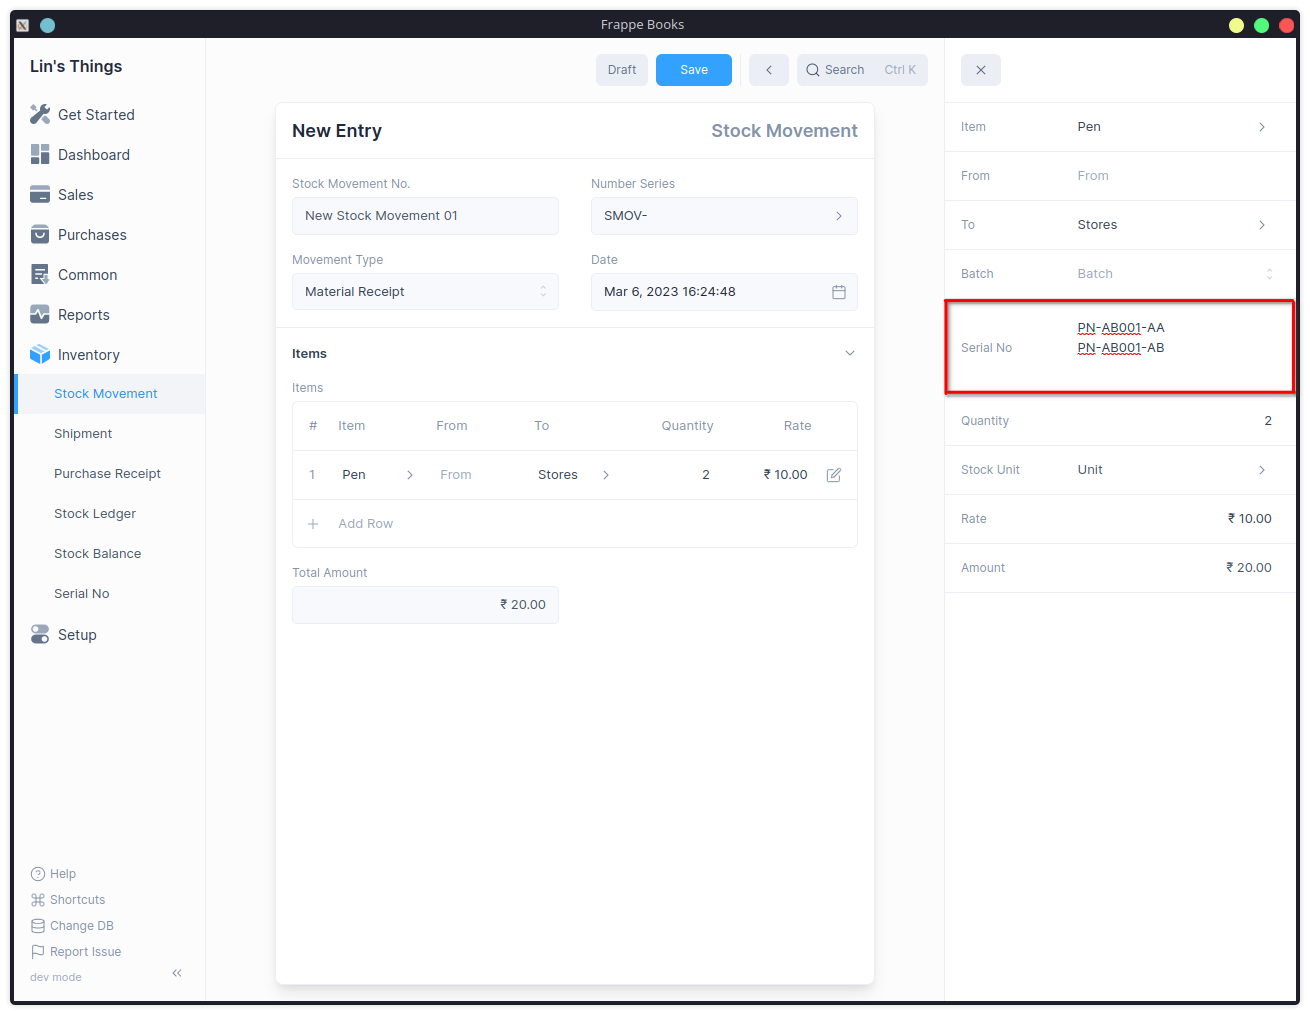 Frappe Books
Lin's Things
Get Started
Dashboard
Sales
Purchases
Common
Reports
Inventory
Stock Movement
Shipment
Purchase Receipt
Stock Ledger
Stock Balance
Serial No
Setup
Help
Shortcuts
Change DB
Report Issue
dev mode
Draft Save Search Ctrl K
New Entry Stock Movement
Stock Movement No. Number Series
New Stock Movement 01 SMOV-
Movement Type Date
Material Receipt Mar 6, 2023 16:24:48
Items
Items
# Item From To Quantity Rate
1 Pen From Stores 2 ₹ 10.00
Add Row
Total Amount
₹ 20.00
Item Pen
From From
To Stores
Batch Batch
Serial No PN-AB001-AA
PN-AB001-AB
Quantity 2
Stock Unit Unit
Rate ₹ 10.00
Amount ₹ 20.00